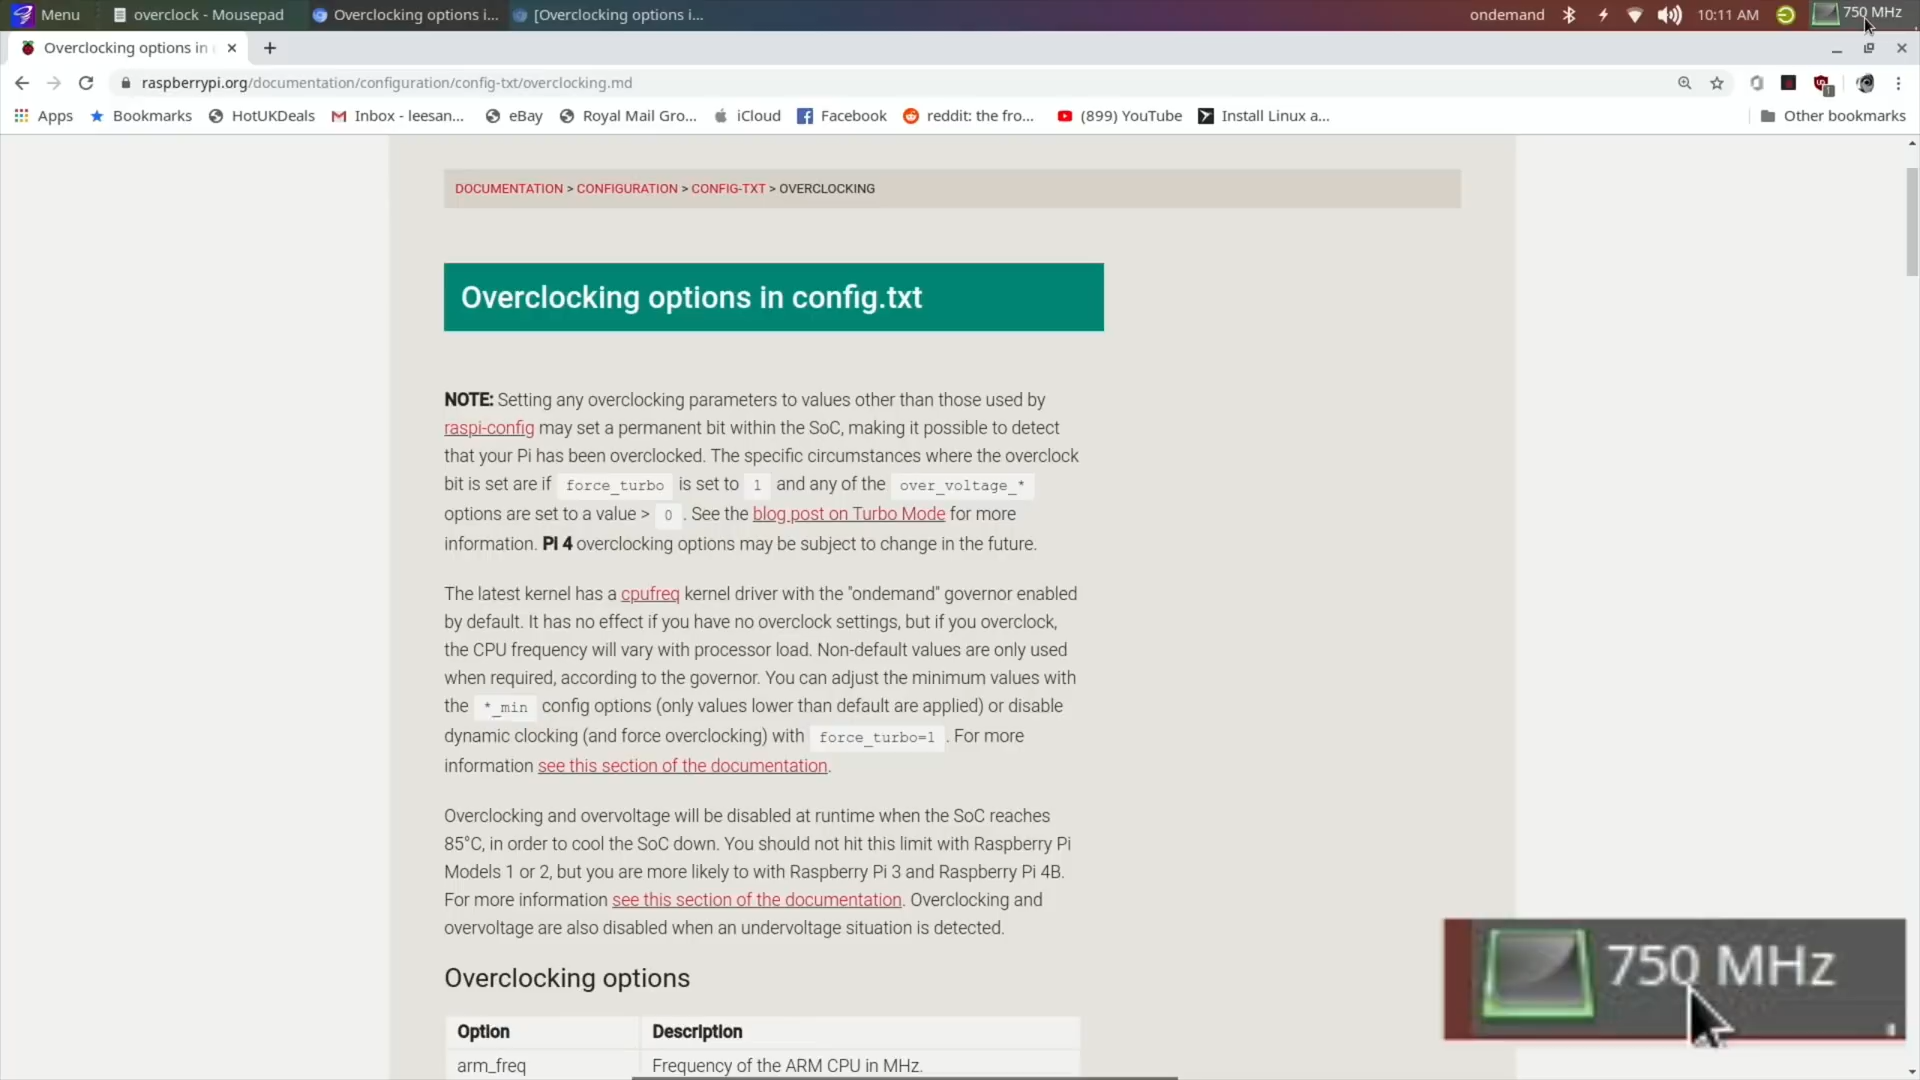 Menu overclock - Mousepad Overclocking options i... [Overclocking options i... ondemand 10:11 AM 750 MHz
Overclocking options in
raspberrypi.org/documentation/configuration/config-txt/overclocking.md
Apps Bookmarks HotUKDeals Inbox - leesan... eBay Royal Mail Gro... iCloud Facebook reddit: the fro... (899) YouTube Install Linux a... Other bookmarks
DOCUMENTATION > CONFIGURATION > CONFIG-TXT > OVERCLOCKING
Overclocking options in config.txt
NOTE: Setting any overclocking parameters to values other than those used by
raspi-config may set a permanent bit within the SoC, making it possible to detect
that your Pi has been overclocked. The specific circumstances where the overclock
bit is set are if force_turbo is set to 1 and any of the over_voltage_*
options are set to a value > 0 . See the blog post on Turbo Mode for more
information. Pi 4 overclocking options may be subject to change in the future.
The latest kernel has a cpufreq kernel driver with the "ondemand" governor enabled
by default. It has no effect if you have no overclock settings, but if you overclock,
the CPU frequency will vary with processor load. Non-default values are only used
when required, according to the governor. You can adjust the minimum values with
the *_min config options (only values lower than default are applied) or disable
dynamic clocking (and force overclocking) with force_turbo=1 . For more
information see this section of the documentation.
Overclocking and overvoltage will be disabled at runtime when the SoC reaches
85°C, in order to cool the SoC down. You should not hit this limit with Raspberry Pi
Models 1 or 2, but you are more likely to with Raspberry Pi 3 and Raspberry Pi 4B.
For more information see this section of the documentation. Overclocking and
overvoltage are also disabled when an undervoltage situation is detected.
750 MHz
Overclocking options
Option Description
arm_freq Frequency of the ARM CPU in MHz.